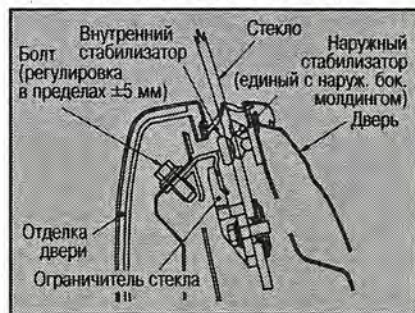 Внутренний
стабилизатор
Стекло
Болт
(регулировка
в пределах ±5 мм)
Наружный
стабилизатор
(единый с наруж. бок.
молдингом)
Дверь
Отделка
двери
Ограничитель стекла